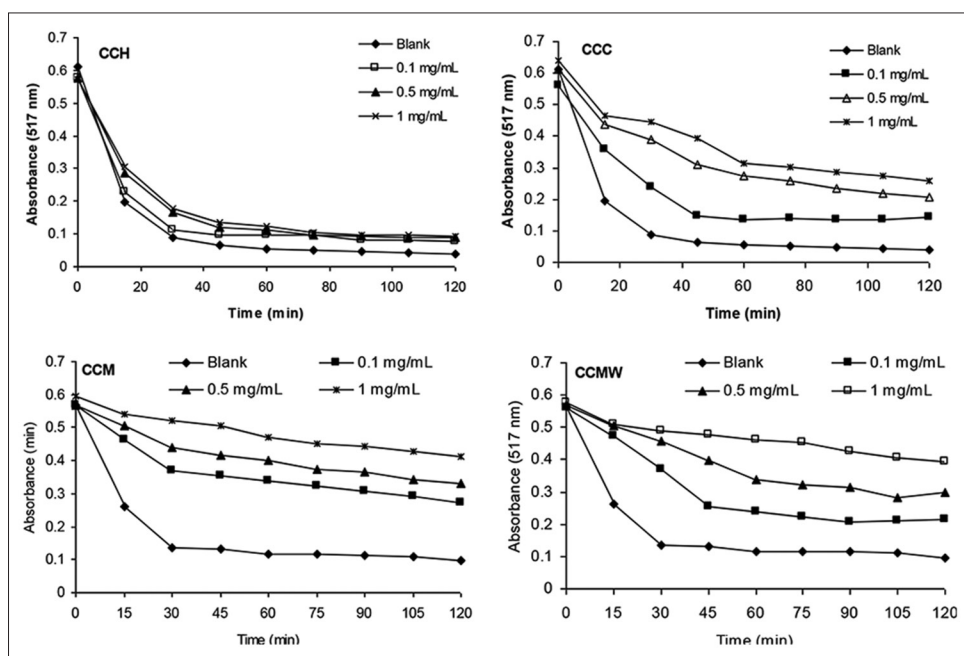 CCH
Blank
0.1 mg/mL
0.5 mg/mL
1 mg/mL
Absorbance (517 nm)
0.7
0.6
0.5
0.4
0.3
0.2
0.1
0
0 20 40 60 80 100 120
Time (min)
CCC
Blank
0.1 mg/mL
0.5 mg/mL
1 mg/mL
Absorbance (517 nm)
0.7
0.6
0.5
0.4
0.3
0.2
0.1
0
0 20 40 60 80 100 120
Time (min)
CCM
Blank 0.1 mg/mL
0.5 mg/mL 1 mg/mL
Absorbance (min)
0.7
0.6
0.5
0.4
0.3
0.2
0.1
0
0 15 30 45 60 75 90 105 120
Time (min)
CCMW
Blank 0.1 mg/mL
0.5 mg/mL 1 mg/mL
Absorbance (517 nm)
0.7
0.6
0.5
0.4
0.3
0.2
0.1
0
0 15 30 45 60 75 90 105 120
Time (min)